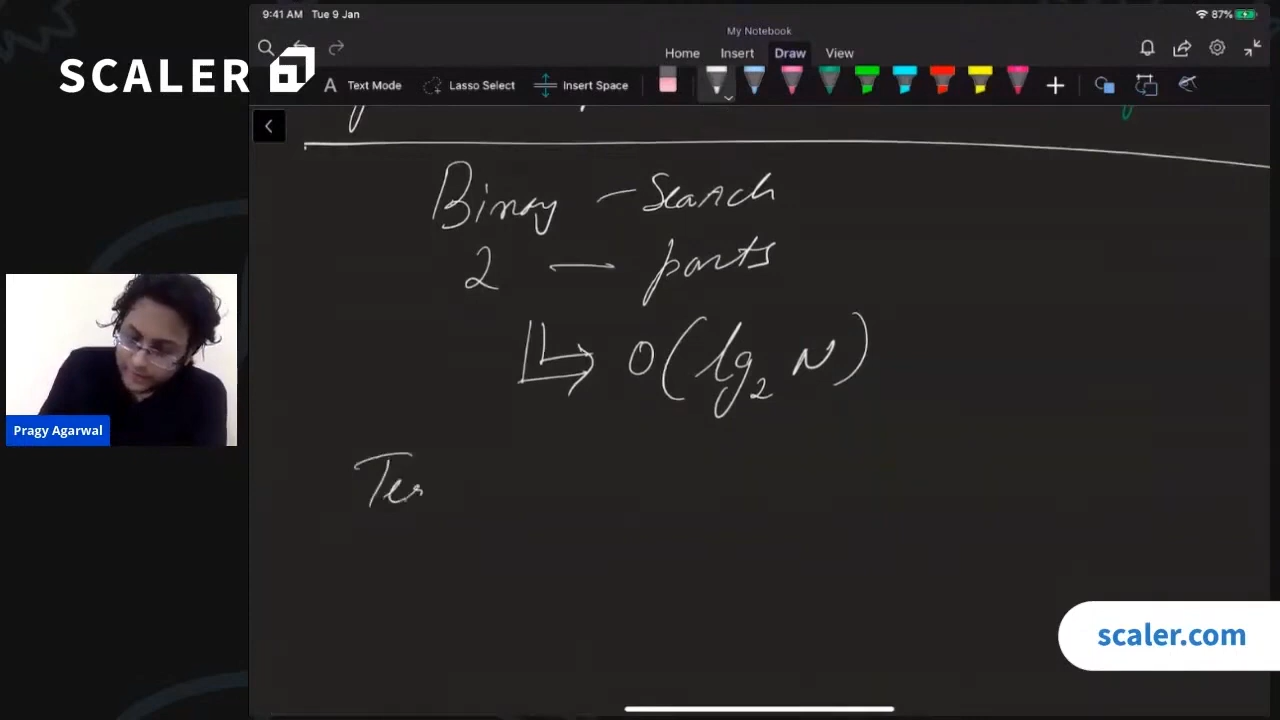 9:41 AM Tue 9 Jan
87%
My Notebook
Home Insert Draw View
SCALER
A Text Mode Lasso Select Insert Space
Binary - Search
2 — parts
O(lg₂ N)
Pragy Agarwal
Ter
scaler.com